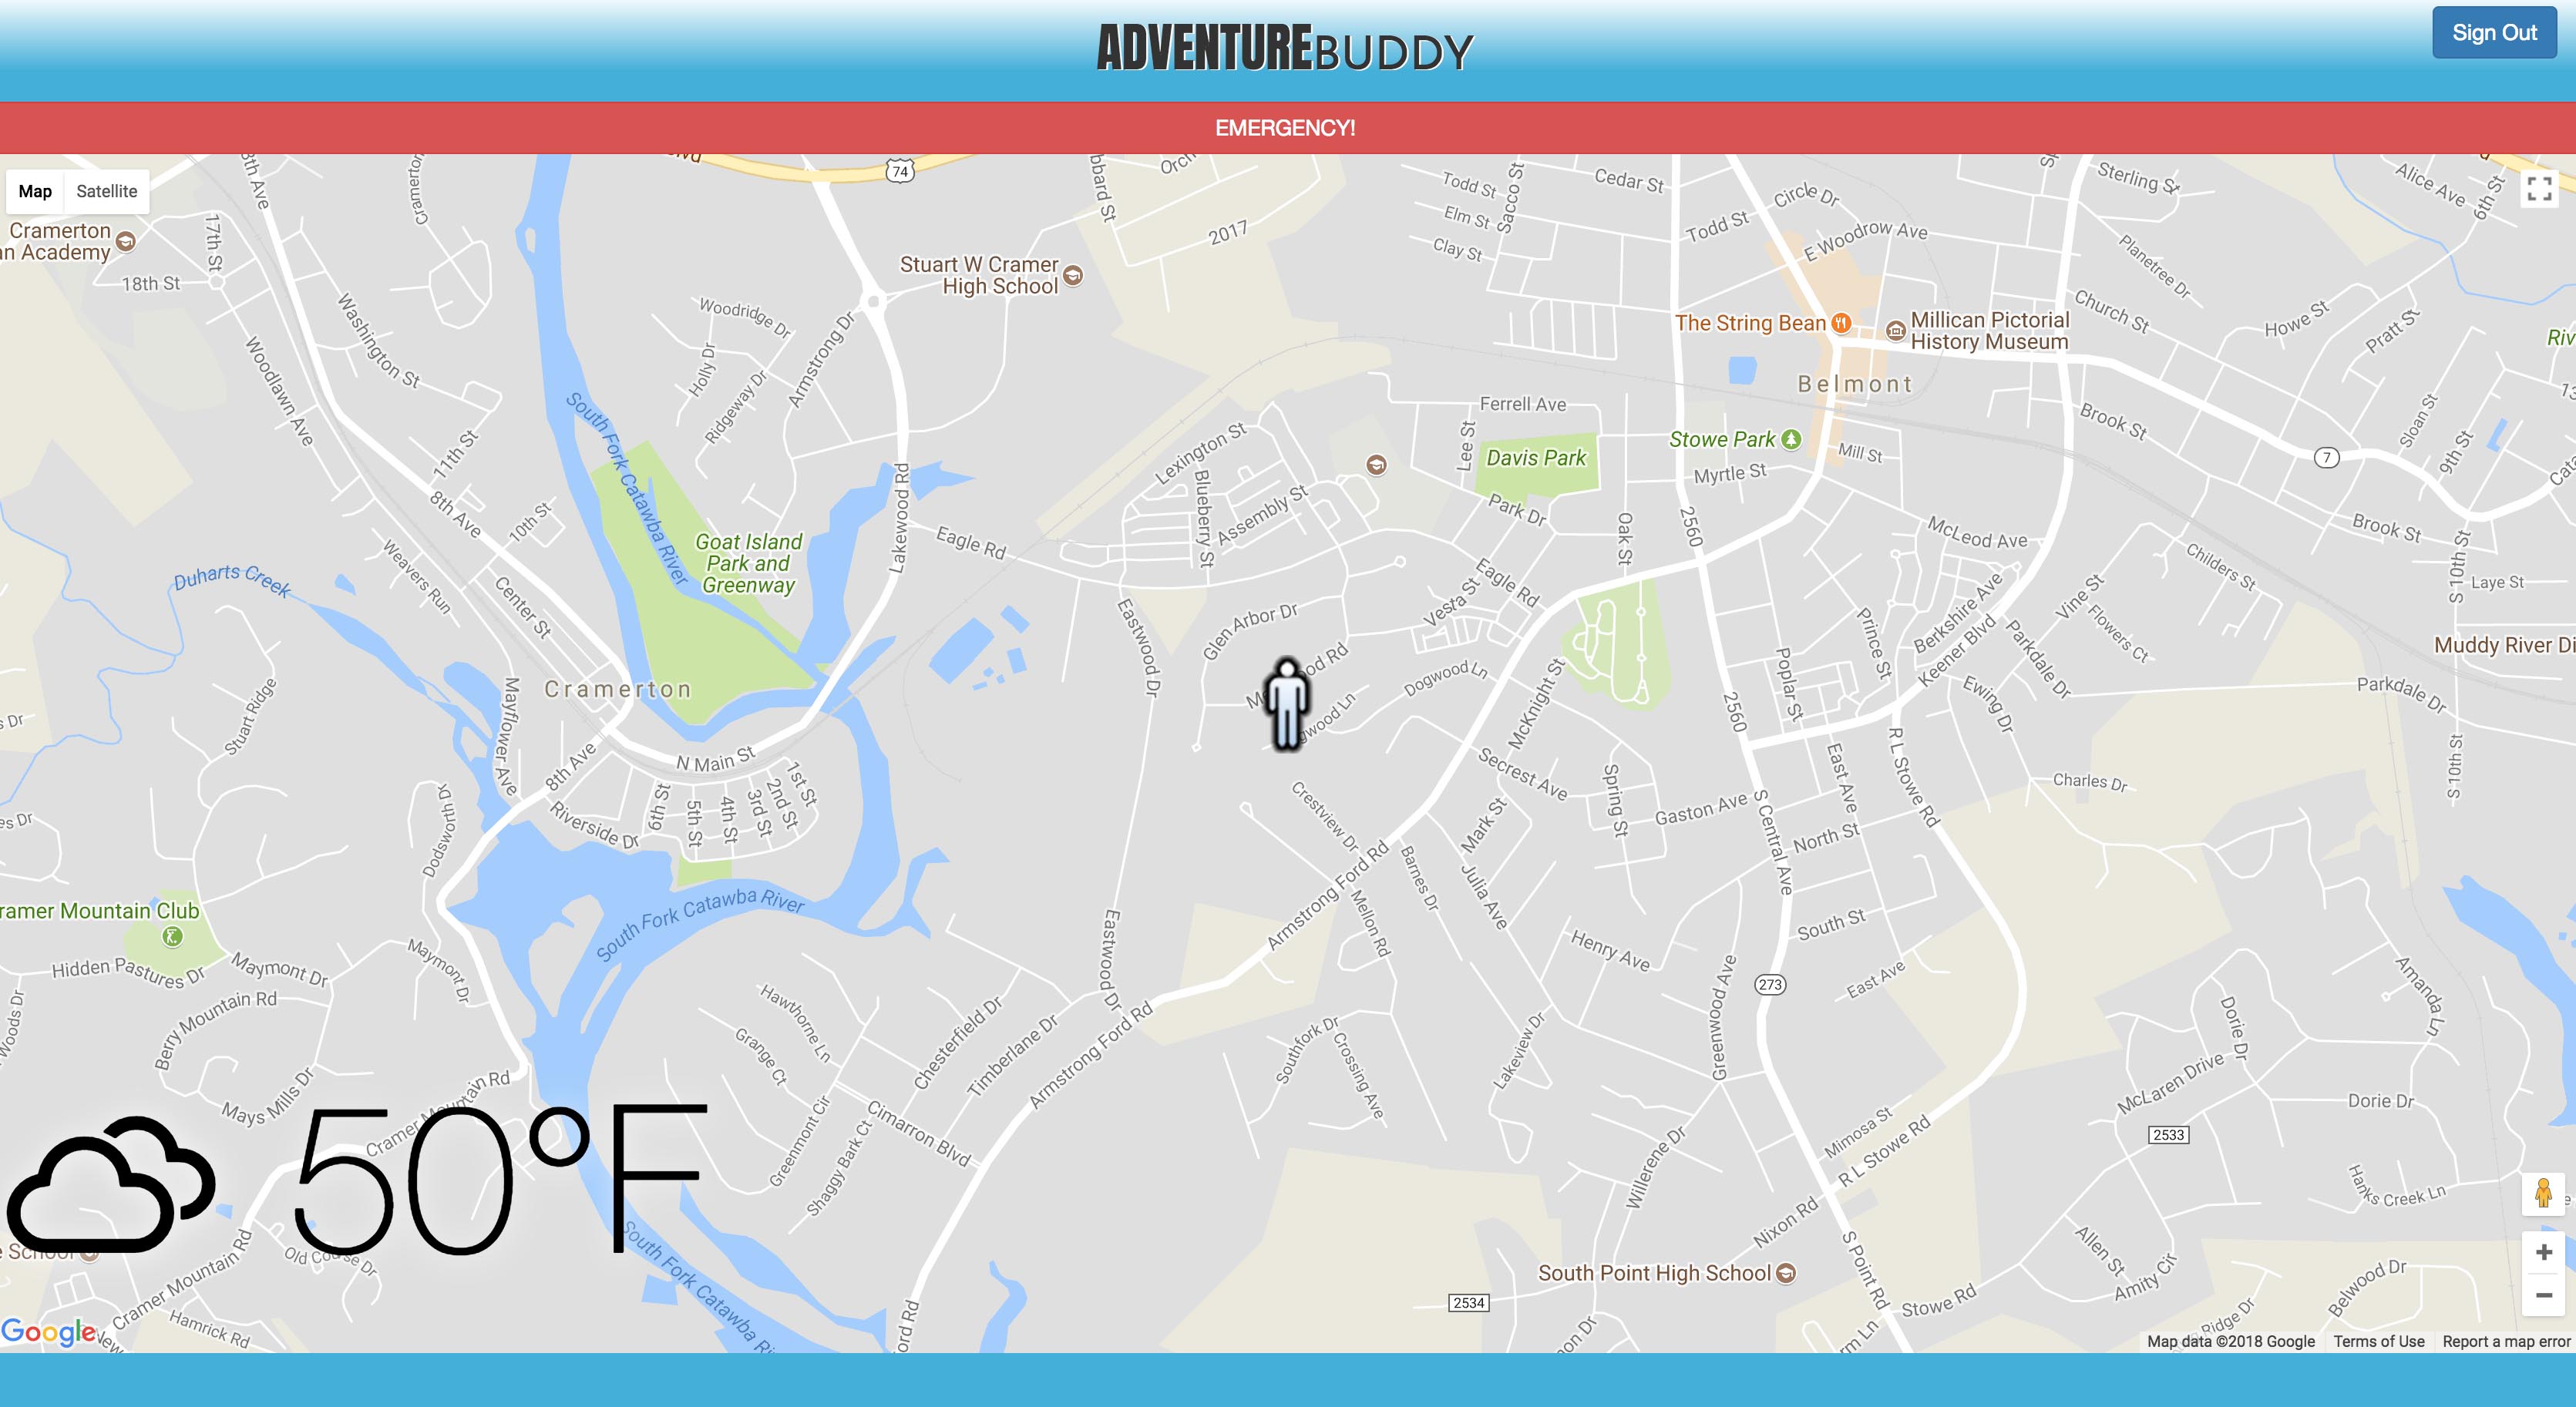 ADVENTUREBUDDY
Sign Out
EMERGENCY!
Map
Satellite
74
Cramerton
17th St
18th St
Woodlawn Ave
Washington St
11th St
8th Ave
10th St
Weavers Run
Center St
Duharts Creek
Stuart Ridge
Mayflower Ave
Cramerton
8th Ave
Riverside Dr
N Main St
6th St
5th St
4th St
3rd St
2nd St
1st St
Woodridge Dr
Holly Dr
Ridgeway Dr
Armstrong Dr
Stuart W Cramer
High School
South Fork Catawba River
Goat Island
Park and
Greenway
Lakewood Rd
Eagle Rd
2017
Todd St
Elm St
Clay St
Sacco St
Cedar St
Todd St
Circle Dr
E Woodrow Ave
Sterling St
Alice Ave
6th St
Planetree Dr
Church St
Howe St
Pratt St
The String Bean
Millican Pictorial
History Museum
Belmont
Ferrell Ave
Lee St
Davis Park
Park Dr
Stowe Park
Myrtle St
Mill St
Brook St
Sloan St
9th St
7
Lexington St
Blueberry St
Assembly St
Oak St
2560
McLeod Ave
Brook St
Childers St
S 10th St
Laye St
Eagle Rd
Vesta St
Glen Arbor Dr
Eastwood Dr
Dogwood Ln
McKnight St
2560
Poplar St
Prince St
Berkshire Ave
Keener Blvd
Parkdale Dr
Vine St
Flowers Ct
Ewing Dr
Muddy River
Parkdale Dr
S 10th St
Secrest Ave
Spring St
Gaston Ave
S Central Ave
East Ave
R L Stowe Rd
North St
Charles Dr
Crestview Dr
Armstrong Ford Rd
Mark St
Barnes Dr
Julia Ave
Mellon Rd
Henry Ave
South St
East Ave
273
Greenwood Ave
Dodsworth Dr
South Fork Catawba River
Mountain Club
Hidden Pastures Dr
Maymont Dr
Maymont Dr
Berry Mountain Rd
Mays Mills Dr
Cramer Mountain Rd
Eastwood Dr
Hawthorne Ln
Grange Ct
Chesterfield Dr
Timberlane Dr
Armstrong Ford Rd
Greenmont Cir
Shaggy Bark Ct
Cimarron Blvd
Southfork Dr
Crossing Ave
Lakeview Dr
Willerene Dr
Mimosa St
R L Stowe Rd
Nixon Rd
S Point Rd
Stowe Rd
Amanda Ln
Dorie Dr
McLaren Drive
Dorie Dr
2533
Hanks Creek Ln
Allen St
Amity Cir
Belwood Dr
South Point High School
2534
50°F
Old Course Dr
Cramer Mountain Rd
Hamrick Rd
South Fork Catawba
Google
Map data ©2018 Google
Terms of Use
Report a map error